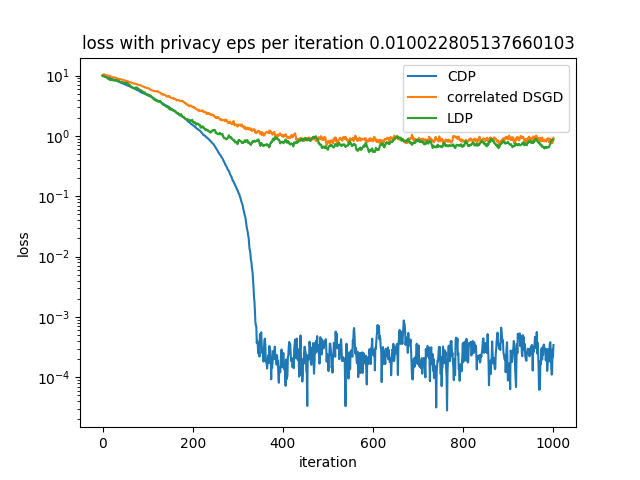 loss with privacy eps per iteration 0.010022805137660103
CDP
correlated DSGD
LDP
10¹
10⁰
10⁻¹
10⁻²
10⁻³
10⁻⁴
loss
0 200 400 600 800 1000
iteration